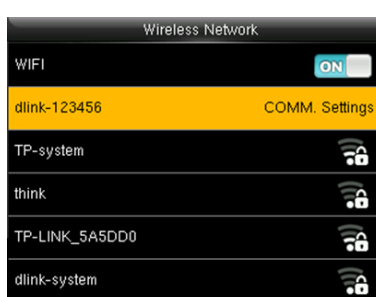 Wireless Network
WIFI ON
dlink-123456 COMM. Settings
TP-system
think
TP-LINK_5A5DD0
dlink-system